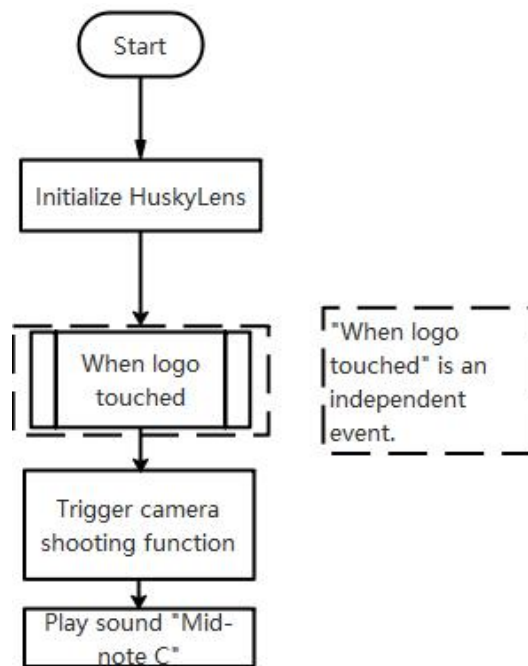 Start
Initialize HuskyLens
When logo
touched
"When logo
touched" is an
independent
event.
Trigger camera
shooting function
Play sound "Mid-
note C"